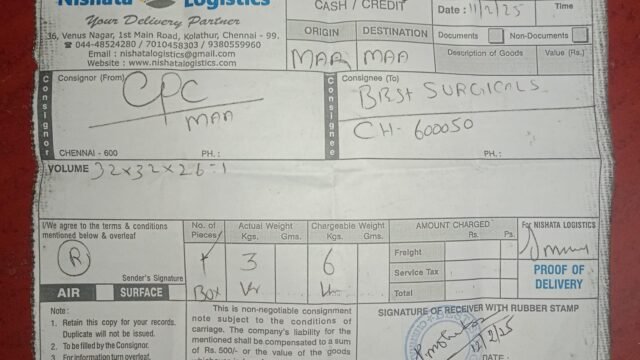 Nishata Logistics
Your Delivery Partner
36, Venus Nagar, 1st Main Road, Kolathur, Chennai - 99.
☎ 044-48524280 / 7010458303 / 9380559960
Email : nishatalogistics@gmail.com
Website : www.nishatalogistics.com
CASH / CREDIT
Date : 11/2/25
Time
ORIGIN
DESTINATION
MAA
MAA
Documents
Non-Documents
Description of Goods
Value (Rs.)
Consignor
Consignor (From)
CPC
MAA
CHENNAI - 600
PH. :
Consignee
Consignee (To)
BRST SURGICALS
CH- 600050
PH. :
VOLUME 32x32x26=1
I/We agree to the terms & conditions
mentioned below & overleaf
R
Sender's Signature
AIR SURFACE
No. of
Pieces
1
Box
Actual Weight
Kgs. Gms.
3
Chargeable Weight
Kgs. Gms.
6
AMOUNT CHARGED
Rs. Ps.
Freight
Service Tax
Total
For NISHATA LOGISTICS
PROOF OF
DELIVERY
Note :
1. Retain this copy for your records.
Duplicate will not be issued.
2. To be filled by the Consignor.
3. For information turn overleaf.
This is non-negotiable consignment
note subject to the conditions of
carriage. The company's liability for the
mentioned shall be compensated to a sum
of Rs. 500/- or the value of the goods
SIGNATURE OF RECEIVER WITH RUBBER STAMP
12/2/25
DATE :